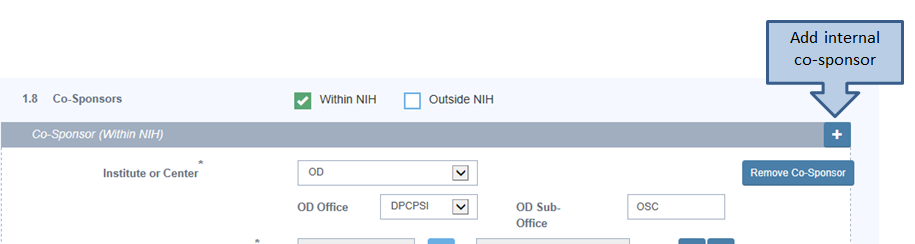 Add internal
co-sponsor
1.8 Co-Sponsors Within NIH Outside NIH
Co-Sponsor (Within NIH) +
Institute or Center* OD Remove Co-Sponsor
OD Office DPCPSI OD Sub- OSC
Office
*